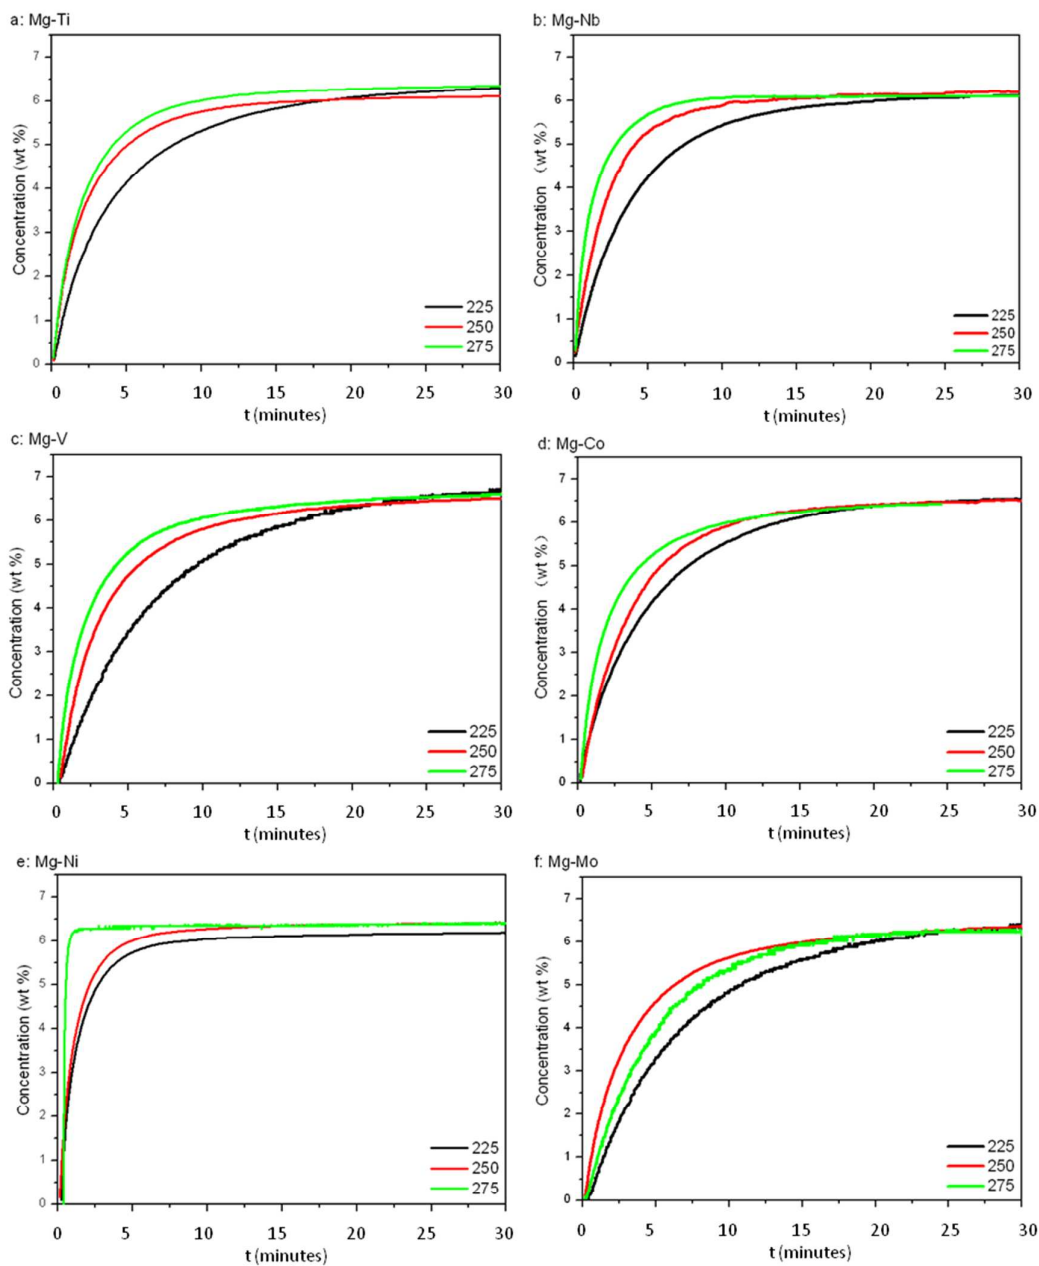 a: Mg-Ti
7
6
5
4
3
2
1
0
Concentration (wt %)
225
250
275
0 5 10 15 20 25 30
t (minutes)
b: Mg-Nb
7
6
5
4
3
2
1
0
Concentration （wt %）
225
250
275
0 5 10 15 20 25 30
t (minutes)
c: Mg-V
7
6
5
4
3
2
1
0
Concentration (wt %)
225
250
275
0 5 10 15 20 25 30
t (minutes)
d: Mg-Co
7
6
5
4
3
2
1
0
Concentration （wt %）
225
250
275
0 5 10 15 20 25 30
t (minutes)
e: Mg-Ni
7
6
5
4
3
2
1
0
Concentration (wt %)
225
250
275
0 5 10 15 20 25 30
t (minutes)
f: Mg-Mo
7
6
5
4
3
2
1
0
Concentration (wt %)
225
250
275
0 5 10 15 20 25 30
t (minutes)